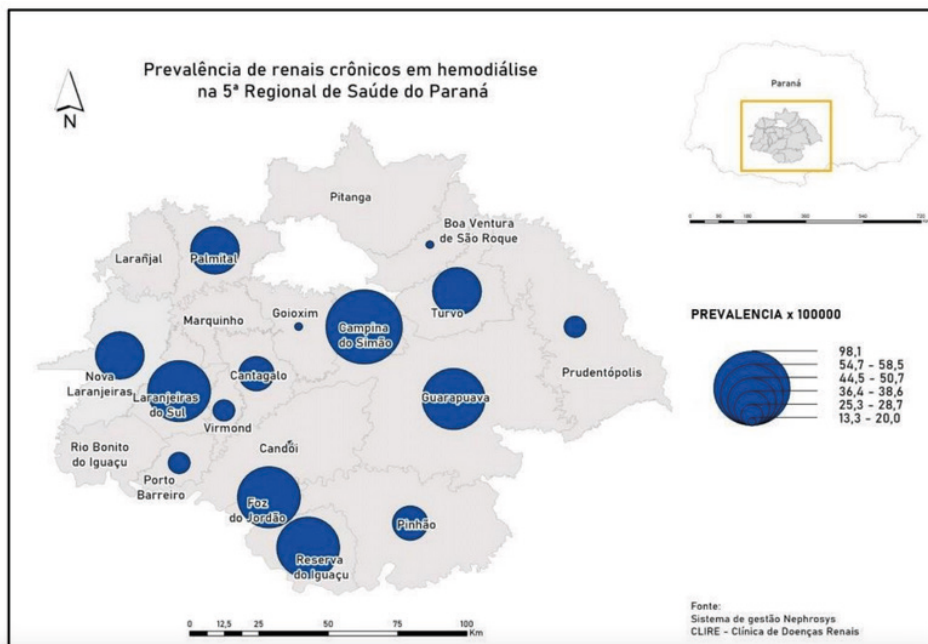 Prevalência de renais crônicos em hemodiálise
na 5ª Regional de Saúde do Paraná
N
Paraná
Pitanga
Boa Ventura
de São Roque
Laranjal
Palmital
Marquinho
Goioxim
Campina
do Simão
Turvo
Prudentópolis
Nova
Laranjeiras
Laranjeiras
do Sul
Cantagalo
Virmond
Guarapuava
Rio Bonito
do Iguaçu
Candói
Porto
Barreiro
Foz
do Jordão
Pinhão
Reserva
do Iguaçu
PREVALENCIA x 100000
98,1
54,7 - 58,5
44,5 - 50,7
36,4 - 38,6
25,3 - 28,7
13,3 - 20,0
0 12,5 25 50 75 100
Km
Fonte:
Sistema de gestão Nephrosys
CLIRE - Clínica de Doenças Renais